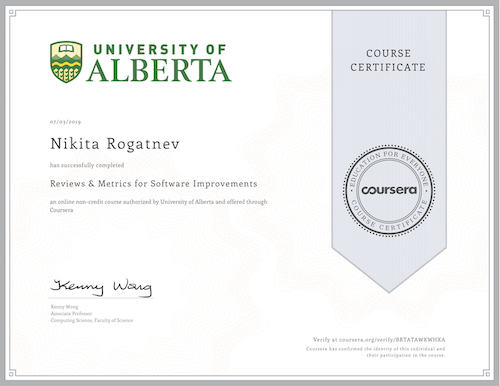 UNIVERSITY OF
ALBERTA
COURSE
CERTIFICATE
07/03/2019
Nikita Rogatnev
has successfully completed
Reviews & Metrics for Software Improvements
an online non-credit course authorized by University of Alberta and offered through
Coursera
EDUCATION FOR EVERYONE
coursera
COURSE CERTIFICATE
Kenny Wong
Kenny Wong
Associate Professor
Computing Science, Faculty of Science
Verify at coursera.org/verify/BRTATAWKWHXA
Coursera has confirmed the identity of this individual and
their participation in the course.